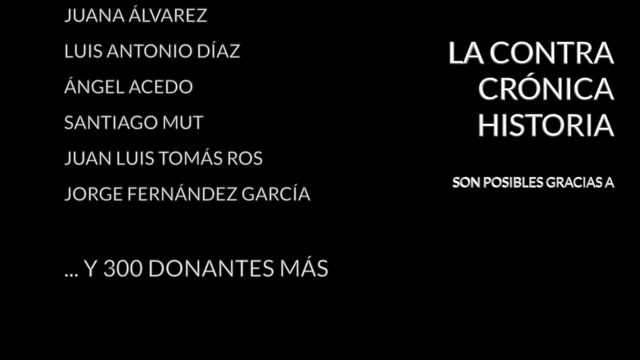 JUANA ÁLVAREZ
LUIS ANTONIO DÍAZ
ÁNGEL ACEDO
SANTIAGO MUT
JUAN LUIS TOMÁS ROS
JORGE FERNÁNDEZ GARCÍA
... Y 300 DONANTES MÁS
LA CONTRA
CRÓNICA
HISTORIA
SON POSIBLES GRACIAS A